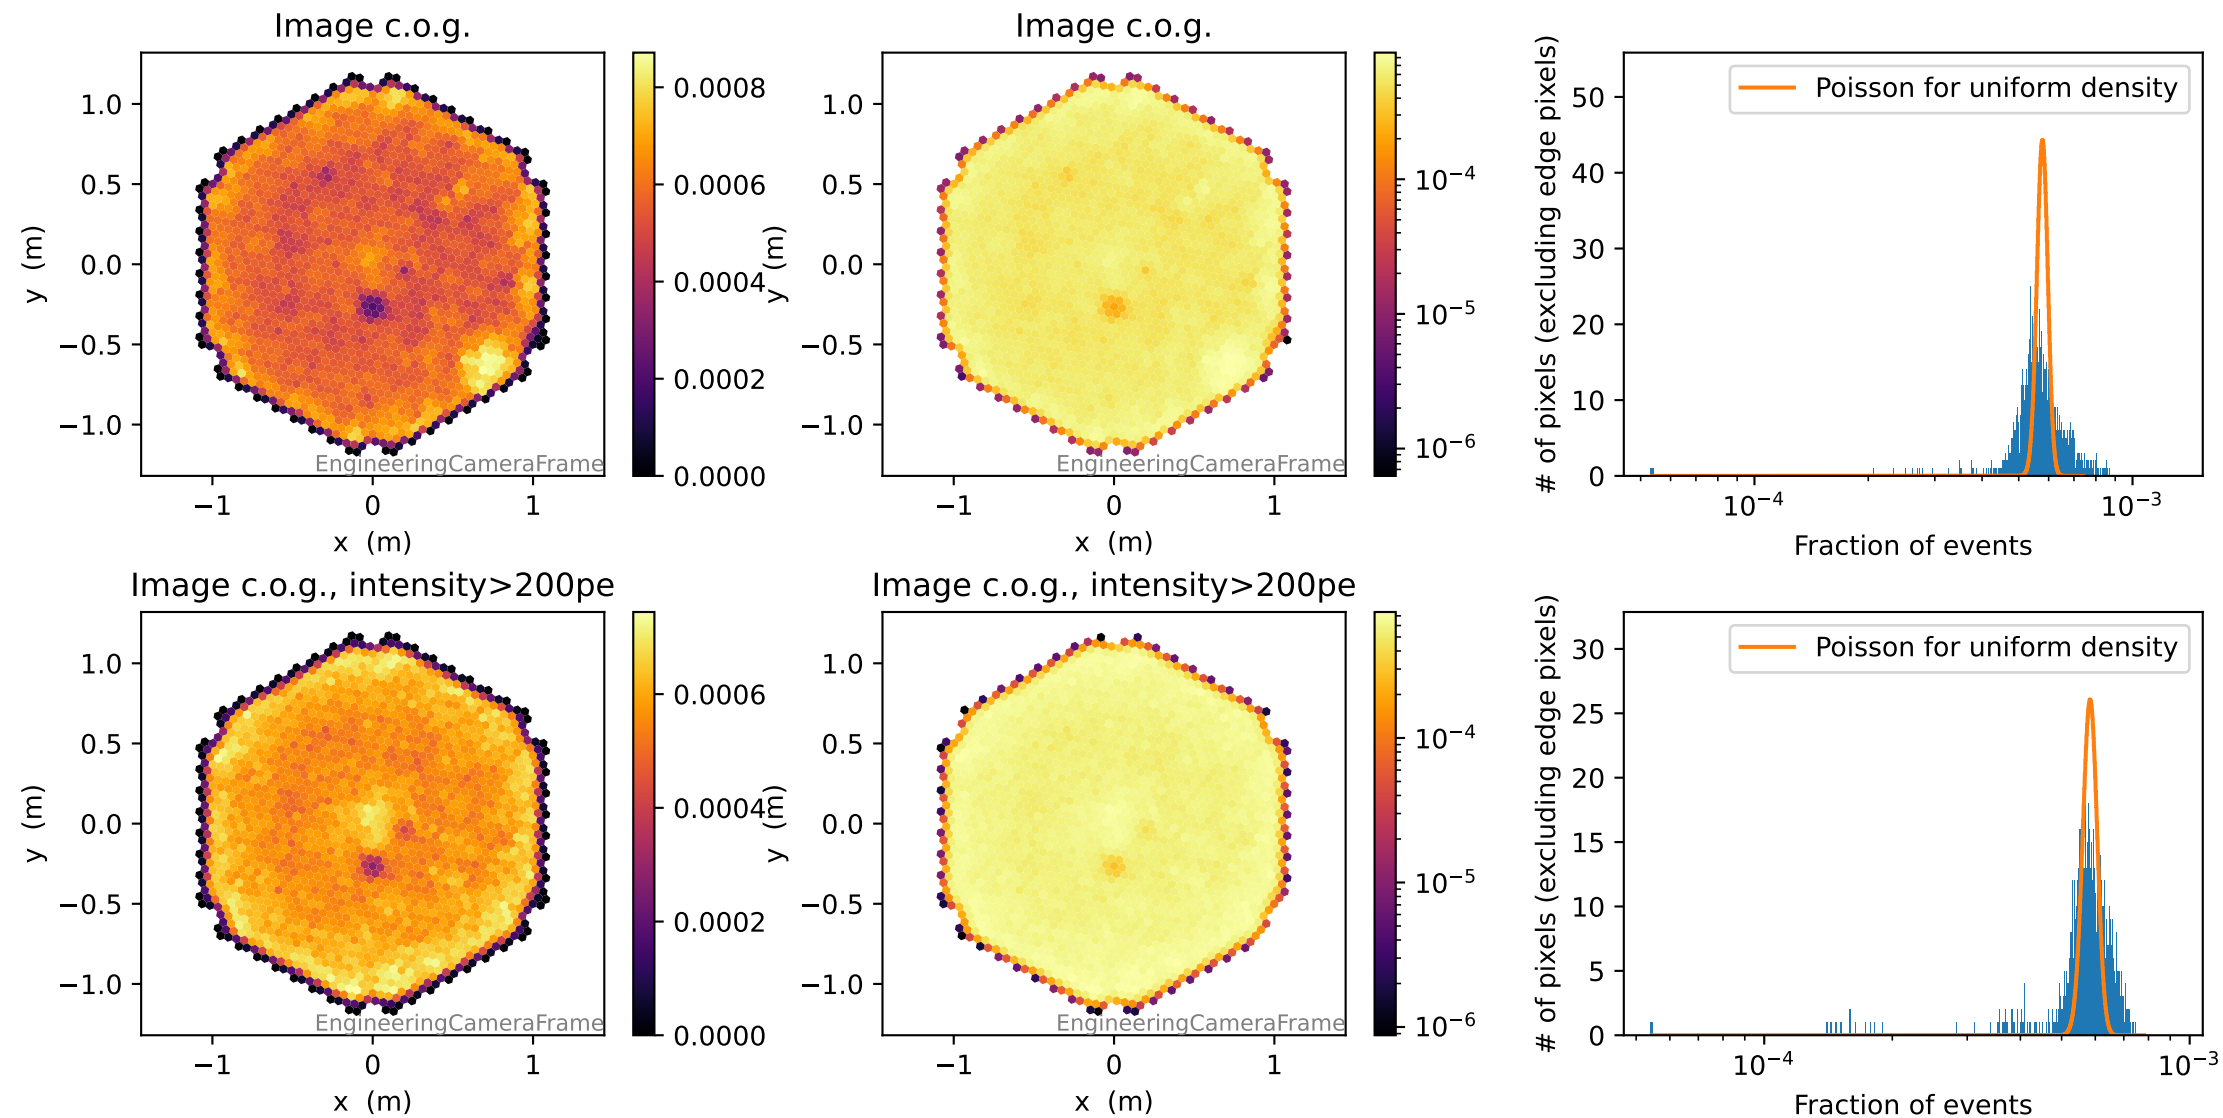 Image c.o.g.
1.0
0.5
0.0
−0.5
−1.0
y (m)
−1
0
1
x (m)
EngineeringCameraFrame
0.0008
0.0006
0.0004
0.0002
0.0000
Image c.o.g.
1.0
0.5
0.0
−0.5
−1.0
y (m)
−1
0
1
x (m)
EngineeringCameraFrame
10−4
10−5
10−6
# of pixels (excluding edge pixels)
50
40
30
20
10
0
Poisson for uniform density
10−4
10−3
Fraction of events
Image c.o.g., intensity>200pe
1.0
0.5
0.0
−0.5
−1.0
y (m)
−1
0
1
x (m)
EngineeringCameraFrame
0.0006
0.0004
0.0002
0.0000
Image c.o.g., intensity>200pe
1.0
0.5
0.0
−0.5
−1.0
y (m)
−1
0
1
x (m)
EngineeringCameraFrame
10−4
10−5
10−6
# of pixels (excluding edge pixels)
30
25
20
15
10
5
0
Poisson for uniform density
10−4
10−3
Fraction of events